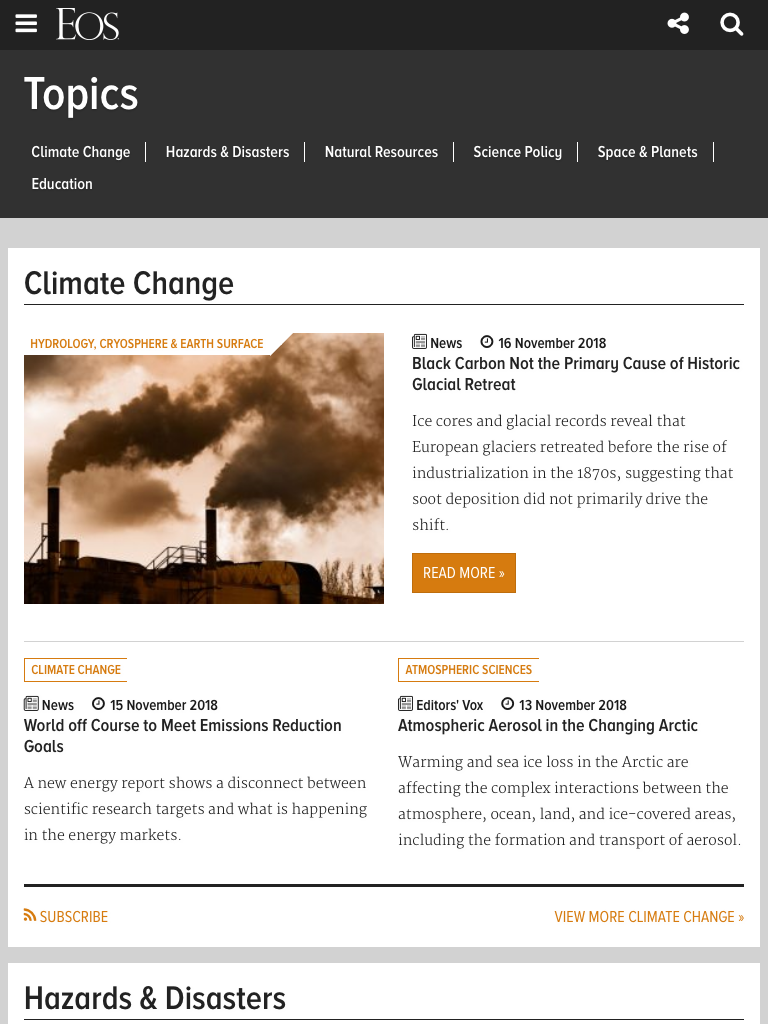 Eos
Topics
Climate Change
Hazards & Disasters
Natural Resources
Science Policy
Space & Planets
Education
Climate Change
HYDROLOGY, CRYOSPHERE & EARTH SURFACE
News 16 November 2018
Black Carbon Not the Primary Cause of Historic
Glacial Retreat
Ice cores and glacial records reveal that
European glaciers retreated before the rise of
industrialization in the 1870s, suggesting that
soot deposition did not primarily drive the
shift.
READ MORE »
CLIMATE CHANGE
News 15 November 2018
World off Course to Meet Emissions Reduction
Goals
A new energy report shows a disconnect between
scientific research targets and what is happening
in the energy markets.
ATMOSPHERIC SCIENCES
Editors' Vox 13 November 2018
Atmospheric Aerosol in the Changing Arctic
Warming and sea ice loss in the Arctic are
affecting the complex interactions between the
atmosphere, ocean, land, and ice-covered areas,
including the formation and transport of aerosol.
SUBSCRIBE
VIEW MORE CLIMATE CHANGE »
Hazards & Disasters